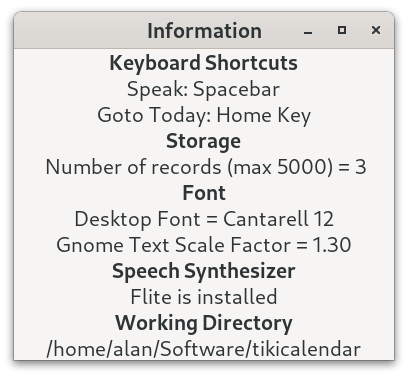 Information
Keyboard Shortcuts
Speak: Spacebar
Goto Today: Home Key
Storage
Number of records (max 5000) = 3
Font
Desktop Font = Cantarell 12
Gnome Text Scale Factor = 1.30
Speech Synthesizer
Flite is installed
Working Directory
/home/alan/Software/tikicalendar